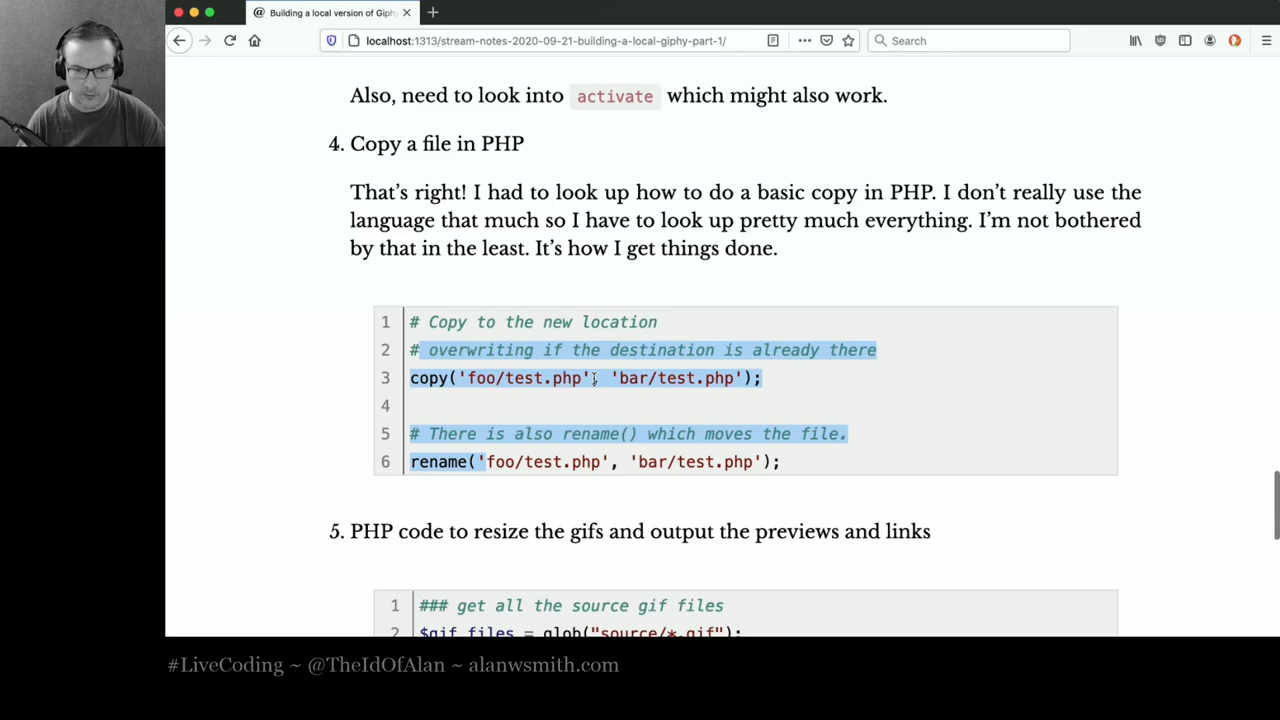 @ Building a local version of Giphy
localhost:1313/stream-notes-2020-09-21-building-a-local-giphy-part-1/
Search
Also, need to look into activate which might also work.
4. Copy a file in PHP
That’s right! I had to look up how to do a basic copy in PHP. I don’t really use the
language that much so I have to look up pretty much everything. I’m not bothered
by that in the least. It’s how I get things done.
1 # Copy to the new location
2 # overwriting if the destination is already there
3 copy('foo/test.php', 'bar/test.php');
4
5 # There is also rename() which moves the file.
6 rename('foo/test.php', 'bar/test.php');
5. PHP code to resize the gifs and output the previews and links
1 ### get all the source gif files
2 $gif_files = glob("source/*.gif");
#LiveCoding ~ @TheIdOfAlan ~ alanwsmith.com